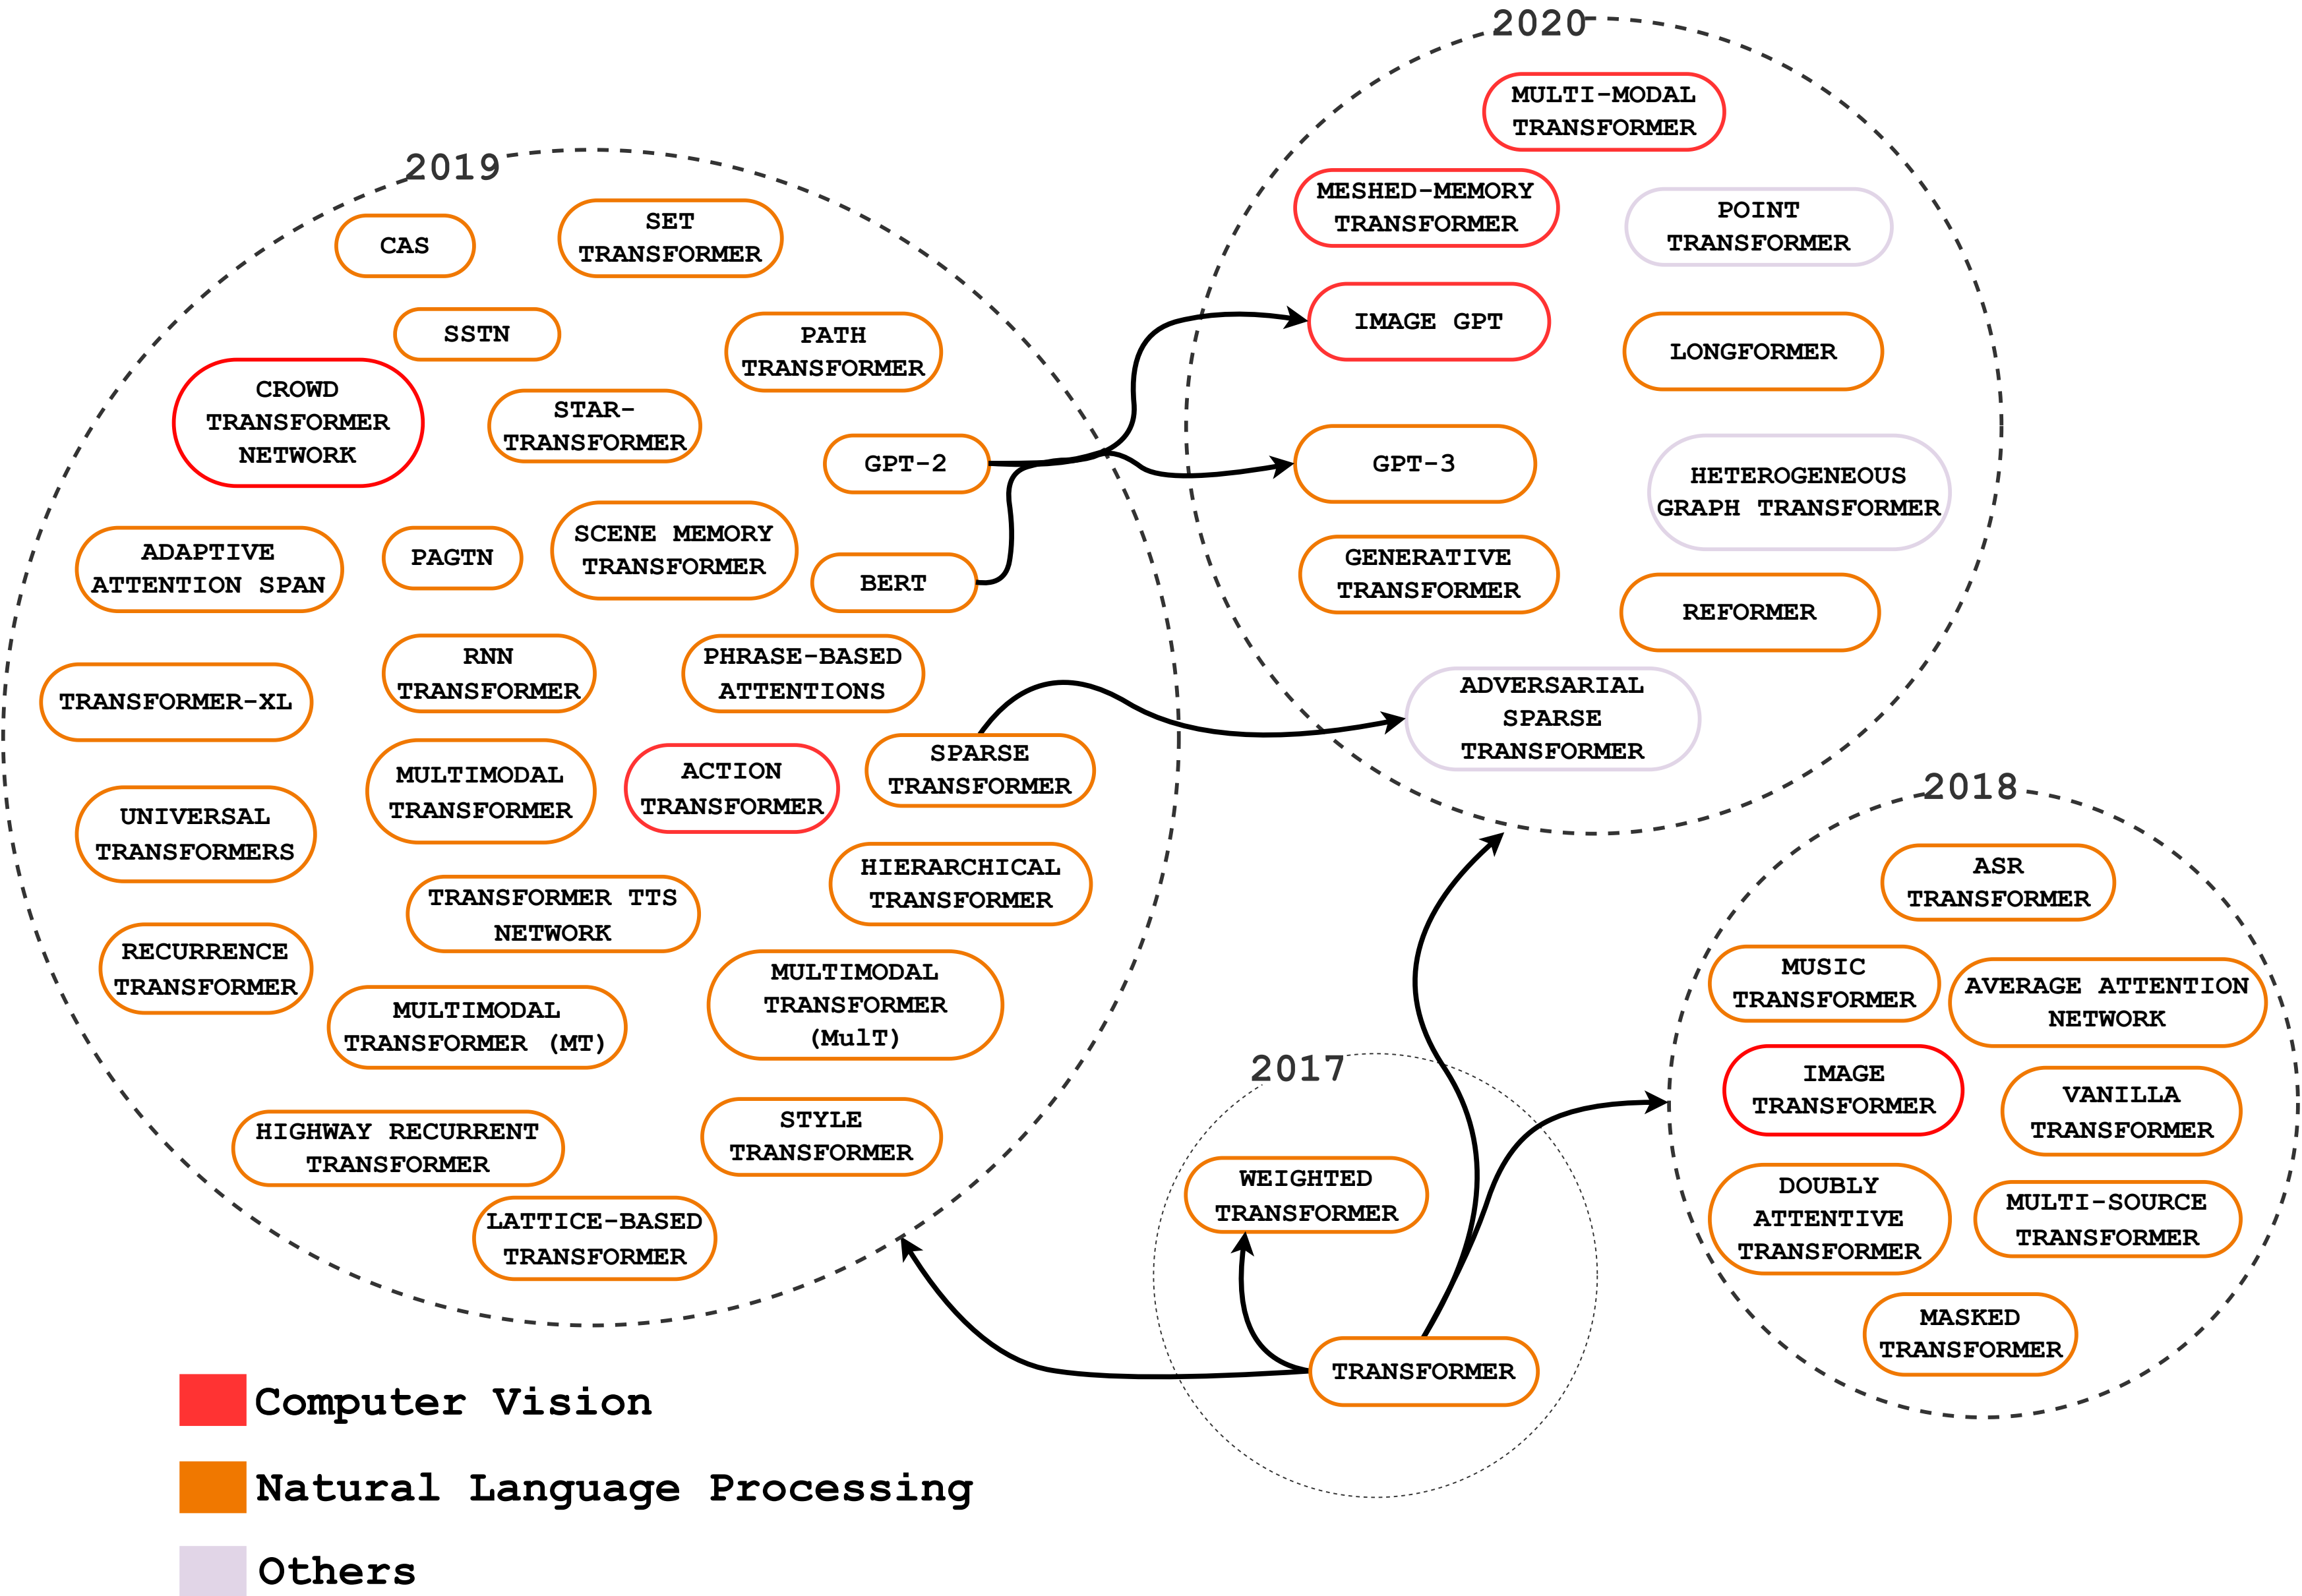 2020
MULTI-MODAL
TRANSFORMER
MESHED-MEMORY
TRANSFORMER
POINT
TRANSFORMER
IMAGE GPT
LONGFORMER
GPT-3
HETEROGENEOUS
GRAPH TRANSFORMER
GENERATIVE
TRANSFORMER
REFORMER
ADVERSARIAL
SPARSE
TRANSFORMER
2019
CAS
SET
TRANSFORMER
SSTN
PATH
TRANSFORMER
CROWD
TRANSFORMER
NETWORK
STAR-
TRANSFORMER
GPT-2
ADAPTIVE
ATTENTION SPAN
PAGTN
SCENE MEMORY
TRANSFORMER
BERT
TRANSFORMER-XL
RNN
TRANSFORMER
PHRASE-BASED
ATTENTIONS
MULTIMODAL
TRANSFORMER
ACTION
TRANSFORMER
SPARSE
TRANSFORMER
UNIVERSAL
TRANSFORMERS
TRANSFORMER TTS
NETWORK
HIERARCHICAL
TRANSFORMER
RECURRENCE
TRANSFORMER
MULTIMODAL
TRANSFORMER (MT)
MULTIMODAL
TRANSFORMER
(MulT)
HIGHWAY RECURRENT
TRANSFORMER
STYLE
TRANSFORMER
LATTICE-BASED
TRANSFORMER
2018
ASR
TRANSFORMER
MUSIC
TRANSFORMER
AVERAGE ATTENTION
NETWORK
IMAGE
TRANSFORMER
VANILLA
TRANSFORMER
DOUBLY
ATTENTIVE
TRANSFORMER
MULTI-SOURCE
TRANSFORMER
MASKED
TRANSFORMER
2017
WEIGHTED
TRANSFORMER
TRANSFORMER
Computer Vision
Natural Language Processing
Others